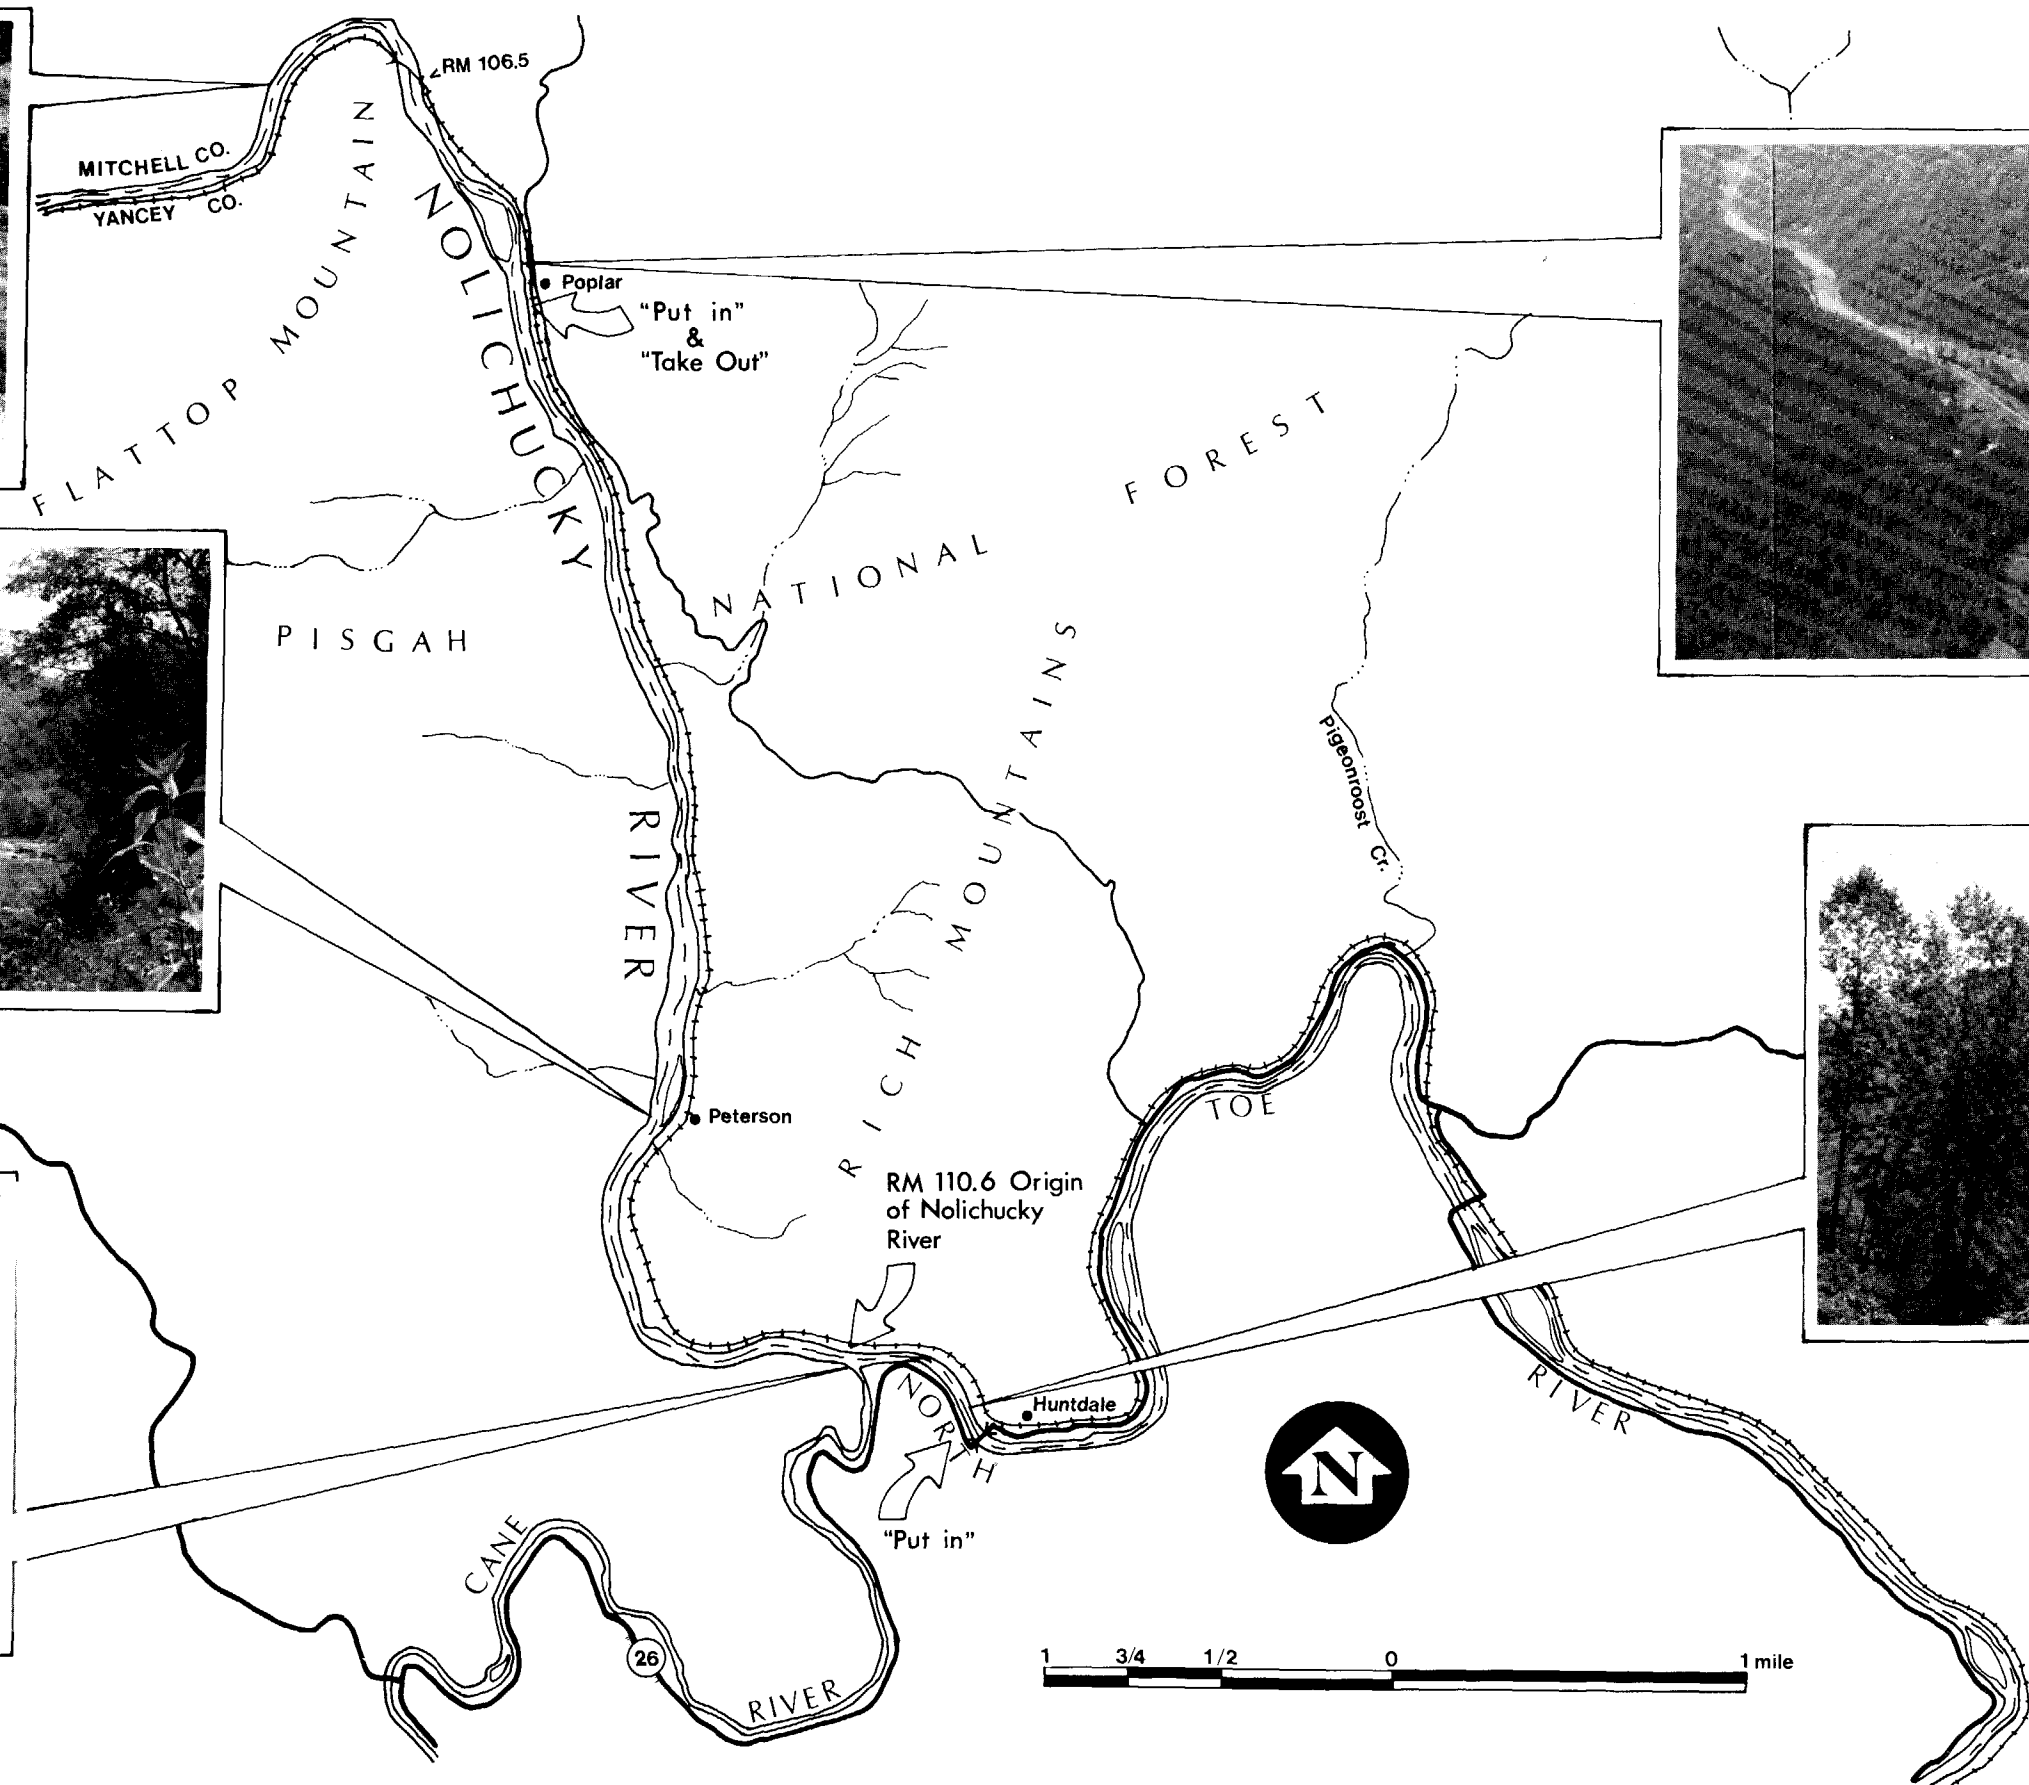 RM 106.5
MITCHELL CO.
YANCEY CO.
FLATTOP MOUNTAIN
NOLICHUCKY
RIVER
Poplar
"Put in"
&
"Take Out"
PISGAH
NATIONAL
FOREST
RICH MOUNTAINS
Pigeonroost Cr.
Peterson
TOE
RM 110.6 Origin
of Nolichucky
River
NORTH
Huntdale
RIVER
"Put in"
N
CANE
26
RIVER
1 3/4 1/2 0 1 mile